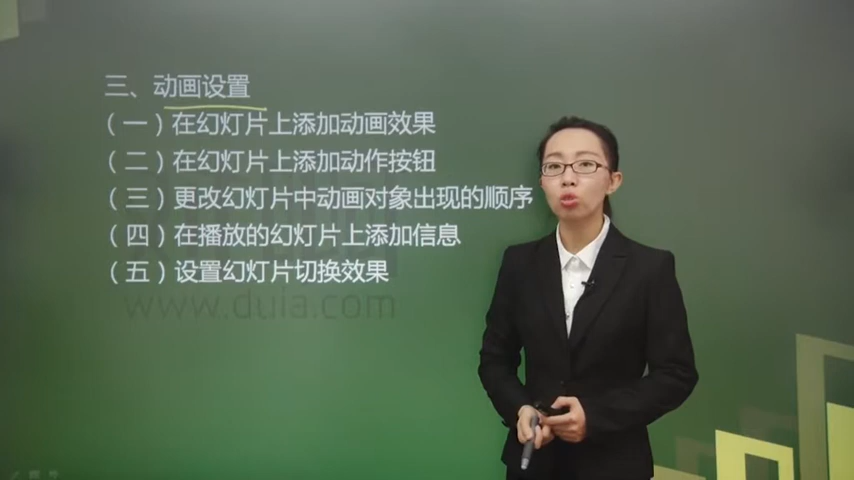 三、动画设置
（一）在幻灯片上添加动画效果
（二）在幻灯片上添加动作按钮
（三）更改幻灯片中动画对象出现的顺序
（四）在播放的幻灯片上添加信息
（五）设置幻灯片切换效果
www.duia.com